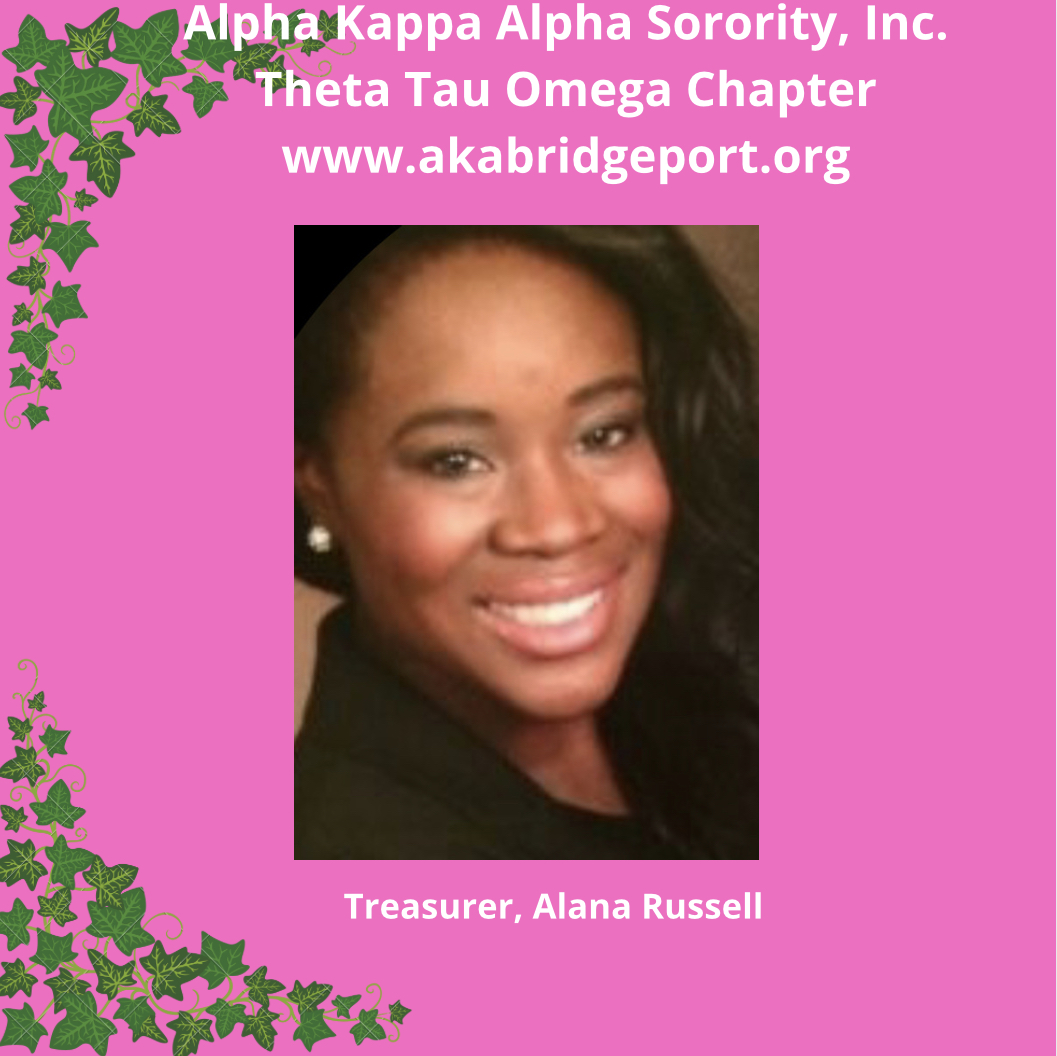 Alpha Kappa Alpha Sorority, Inc.
Theta Tau Omega Chapter
www.akabridgeport.org
Treasurer, Alana Russell